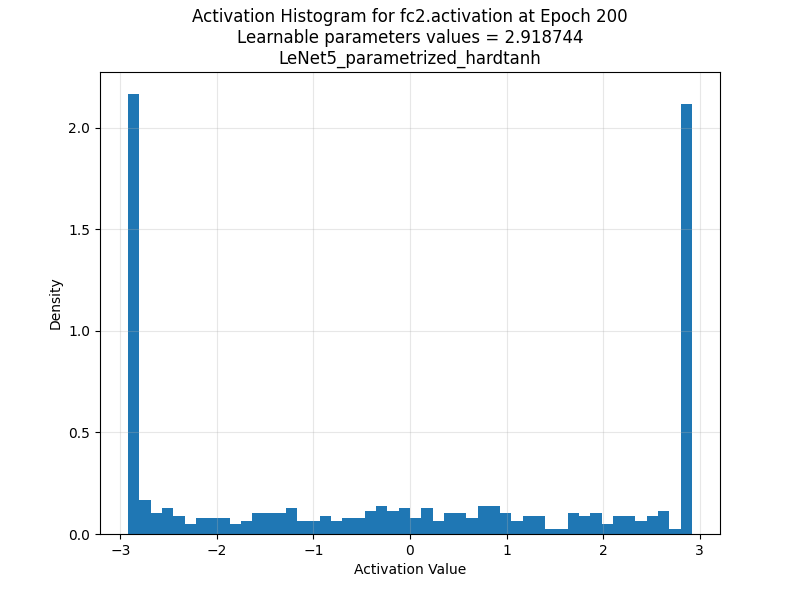 Activation Histogram for fc2.activation at Epoch 200
Learnable parameters values = 2.918744
LeNet5_parametrized_hardtanh
2.0
1.5
1.0
0.5
0.0
Density
−3 −2 −1 0 1 2 3
Activation Value